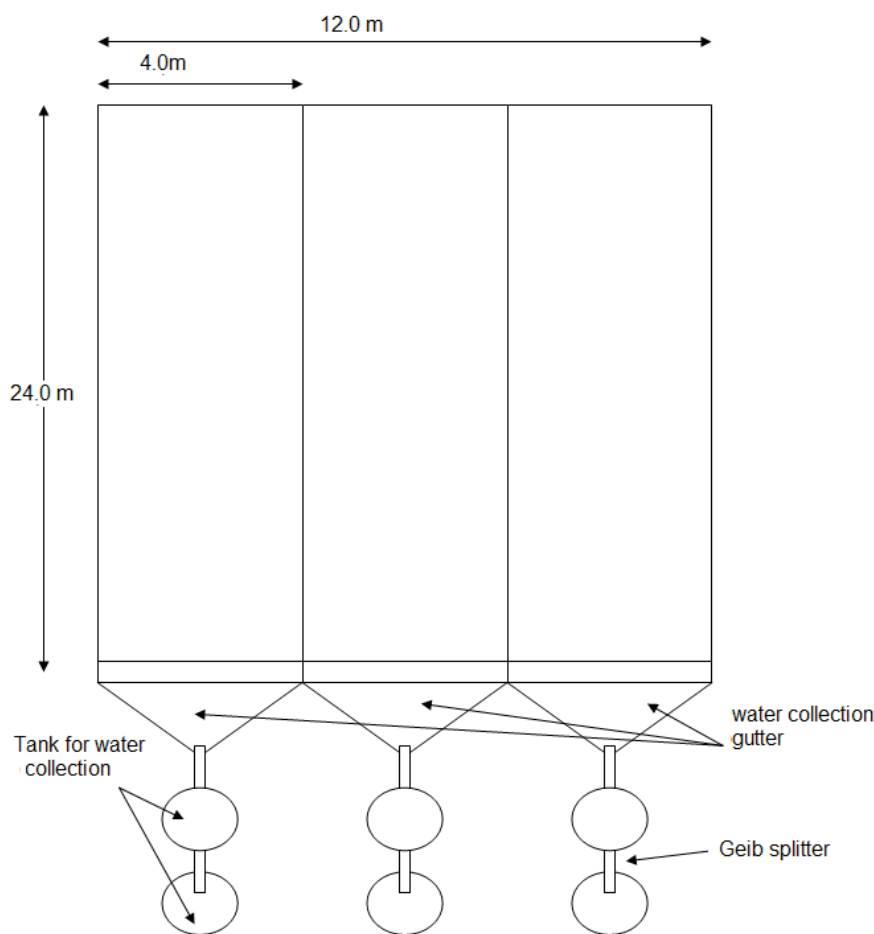 12.0 m
4.0m
24.0 m
water collection
gutter
Tank for water
collection
Geib splitter